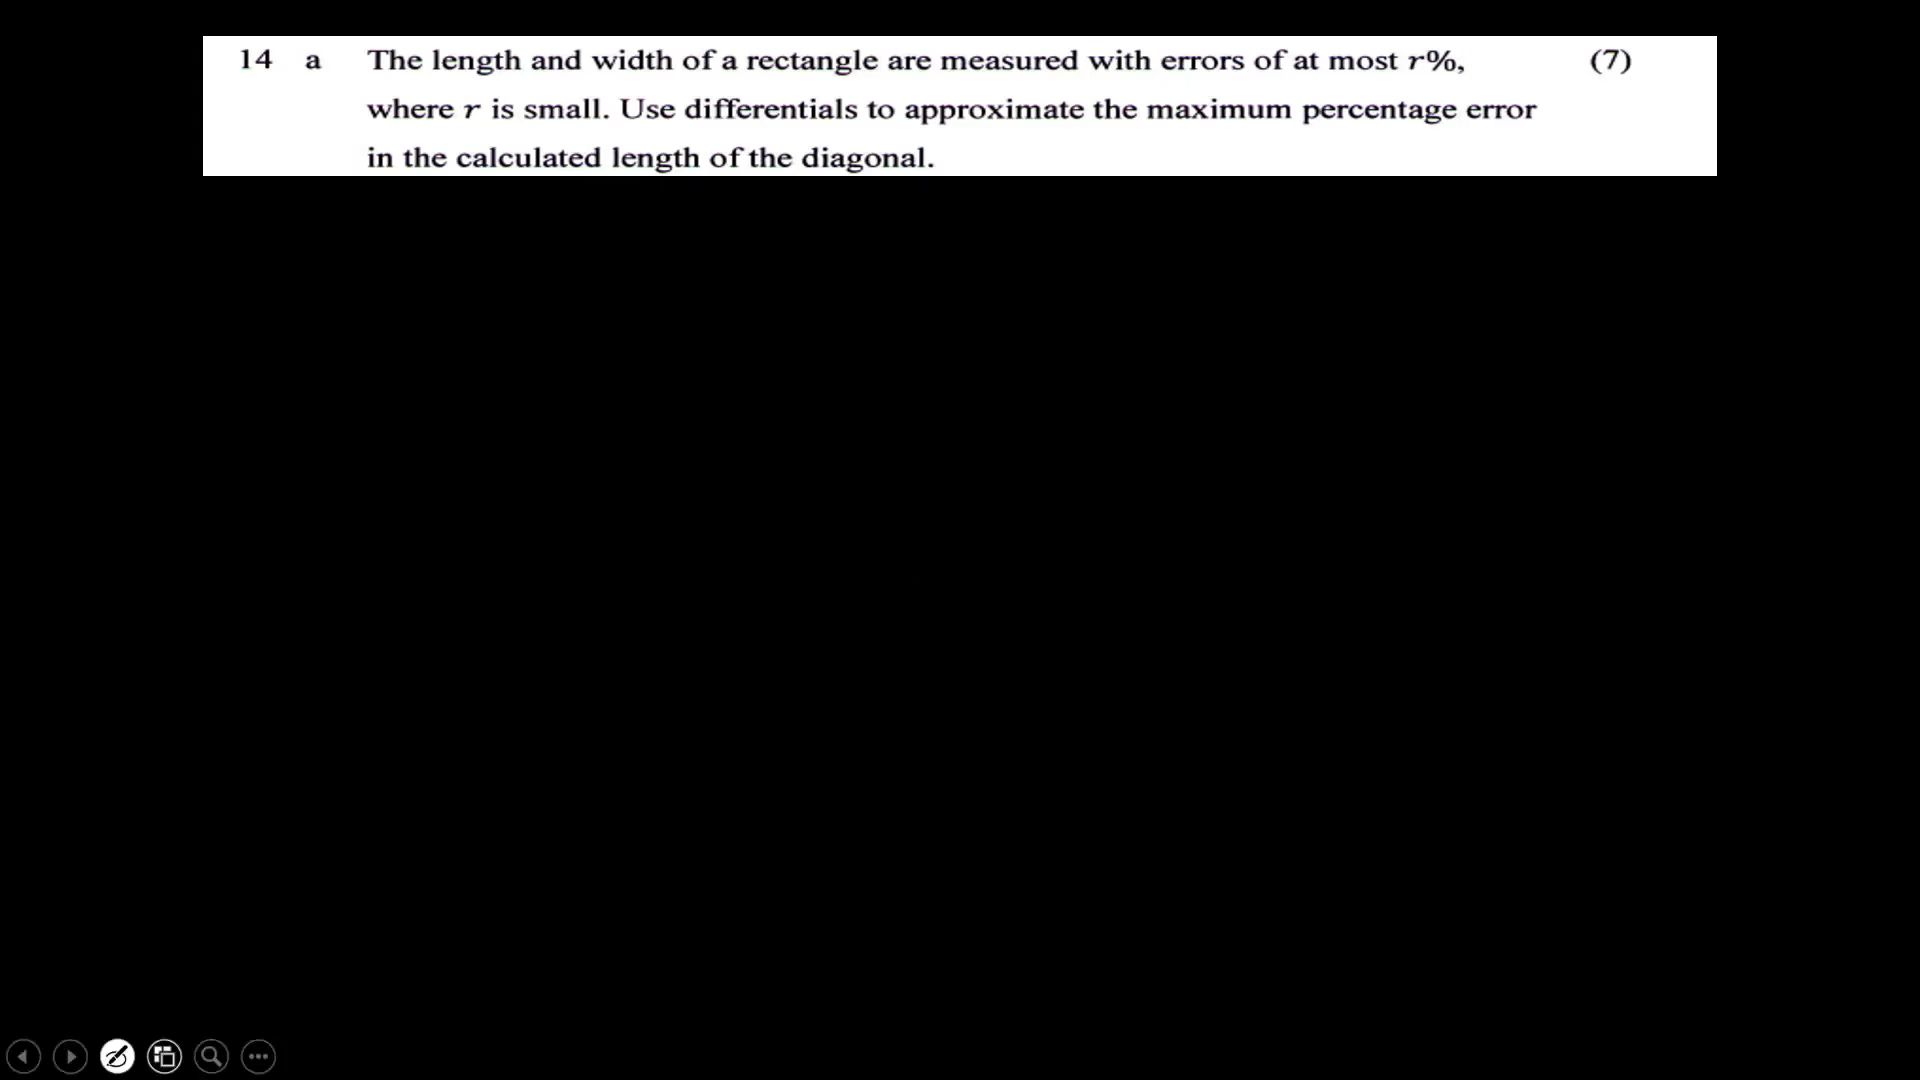 14 a The length and width of a rectangle are measured with errors of at most r%, (7)
where r is small. Use differentials to approximate the maximum percentage error
in the calculated length of the diagonal.